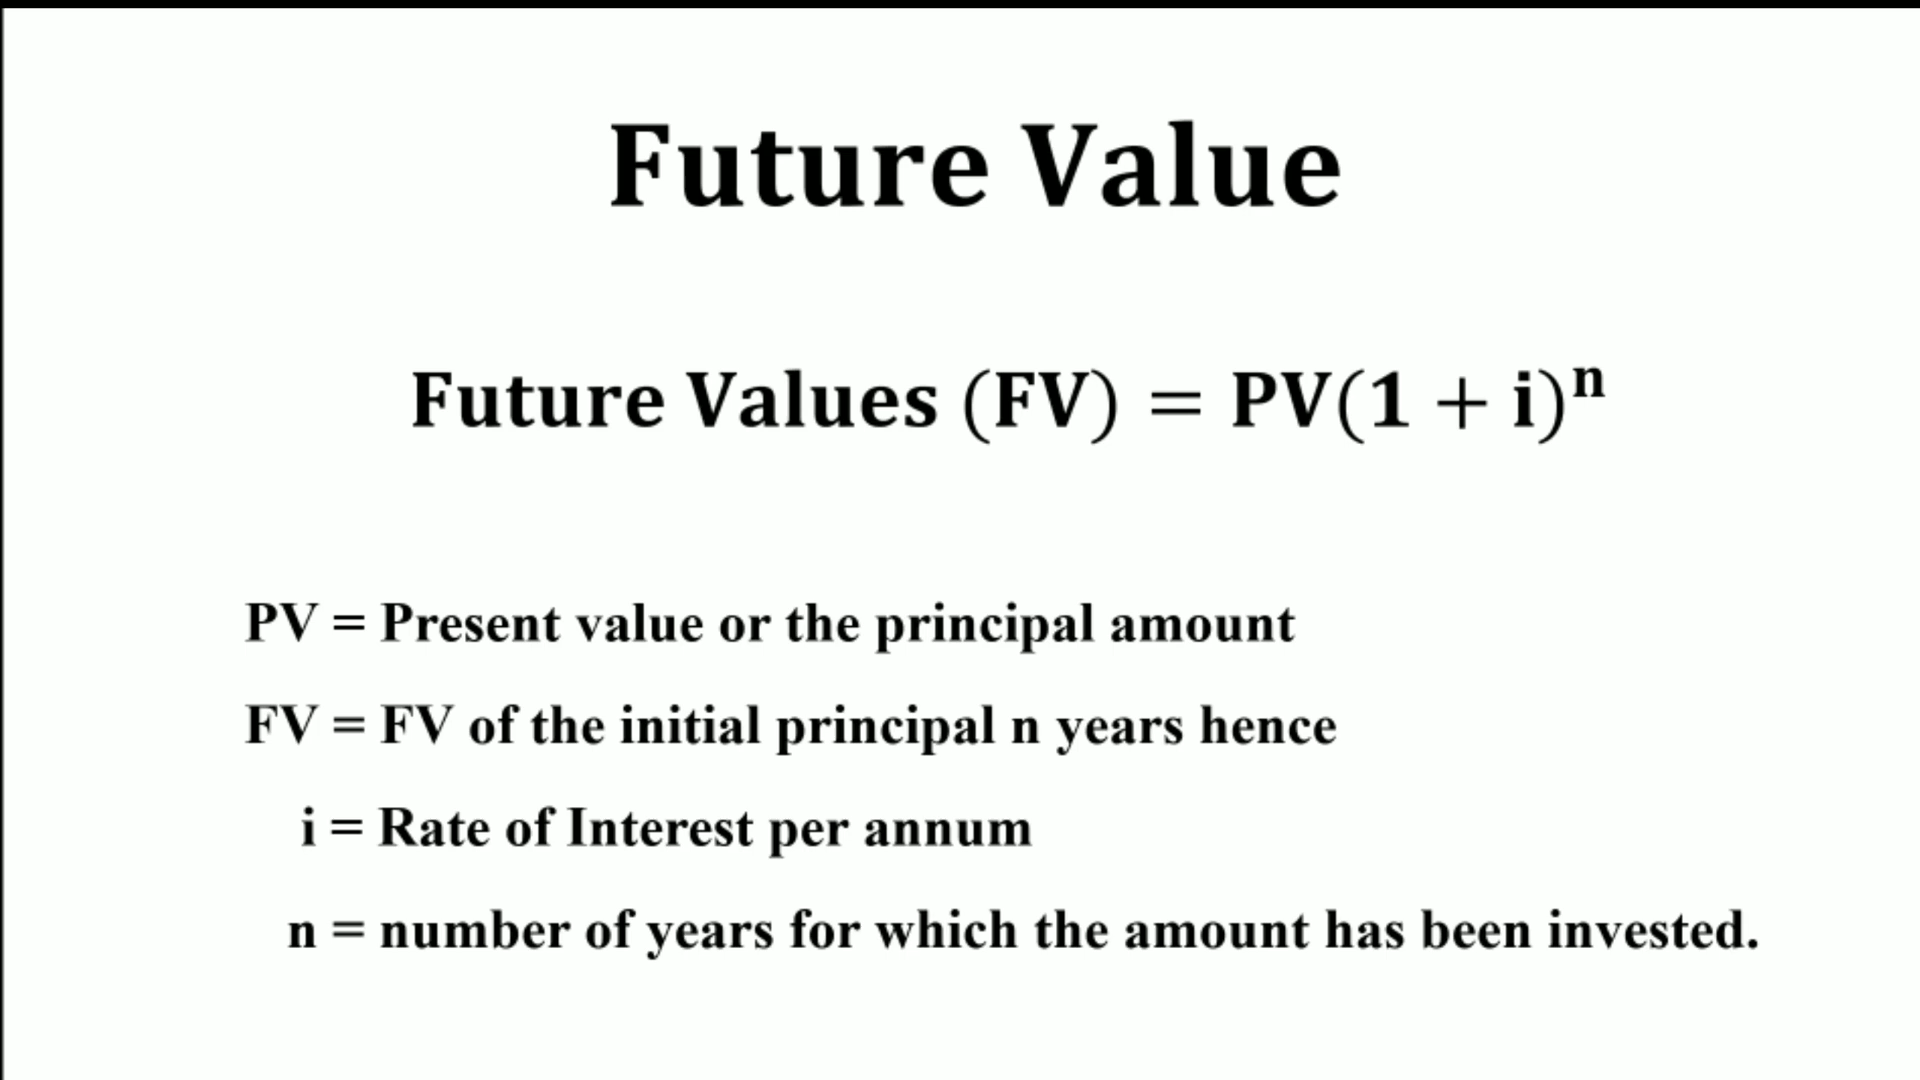 Future Value
Future Values (FV) = PV(1 + i)ⁿ
PV = Present value or the principal amount
FV = FV of the initial principal n years hence
i = Rate of Interest per annum
n = number of years for which the amount has been invested.